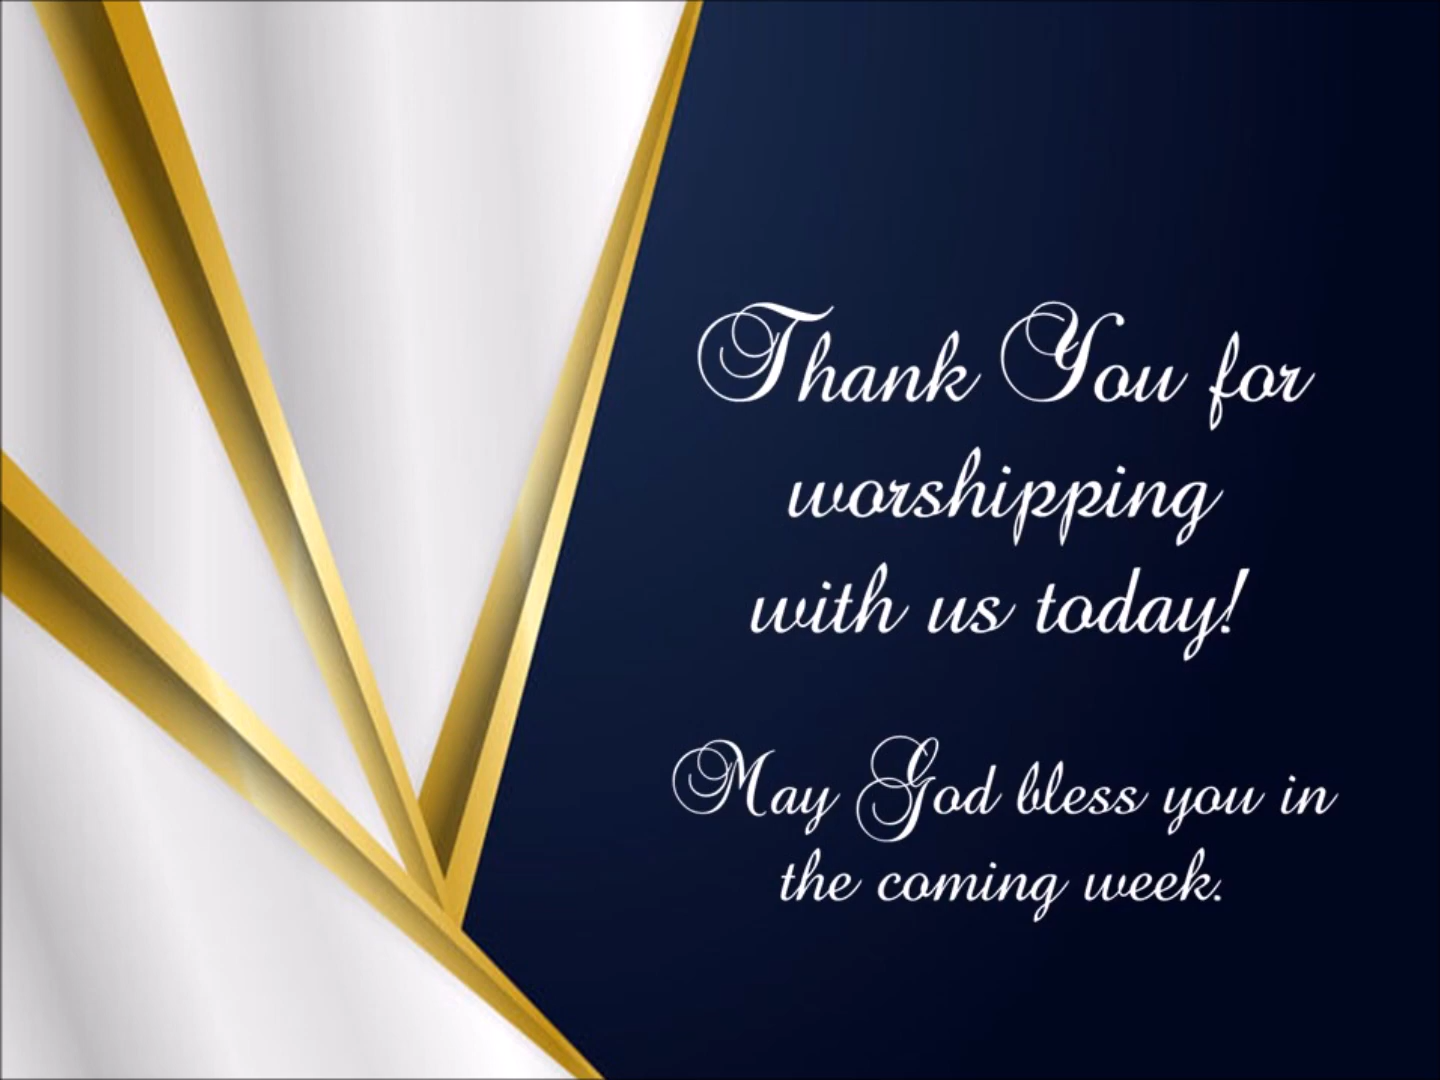 Thank You for
worshipping
with us today!
May God bless you in
the coming week.